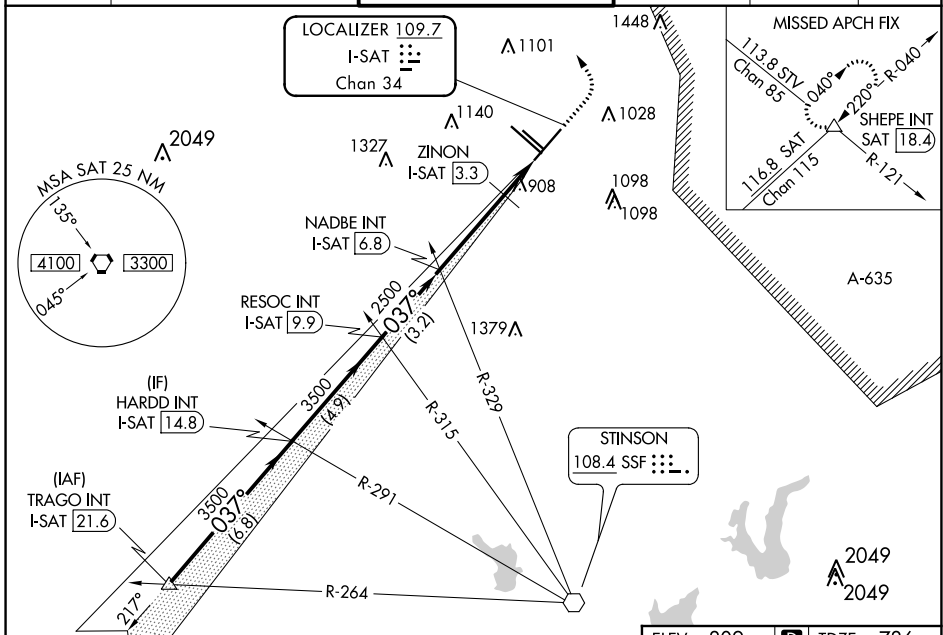 LOCALIZER 109.7
I-SAT
Chan 34
1101
1448
MISSED APCH FIX
113.8 STV
Chan 85
040°
220°
R-040
SHEPE INT
SAT 18.4
116.8 SAT
Chan 115
R-121
2049
1140
1028
1327
ZINON
I-SAT 3.3
908
1098
1098
MSA SAT 25 NM
135°
4100
3300
045°
NADBE INT
I-SAT 6.8
A-635
RESOC INT
I-SAT 9.9
2500
037°
(3.2)
1379
(IF)
HARDD INT
I-SAT 14.8
3500
(4.9)
R-315
R-329
STINSON
108.4 SSF
(IAF)
TRAGO INT
I-SAT 21.6
3500
037°
(6.8)
R-291
R-264
217°
2049
2049